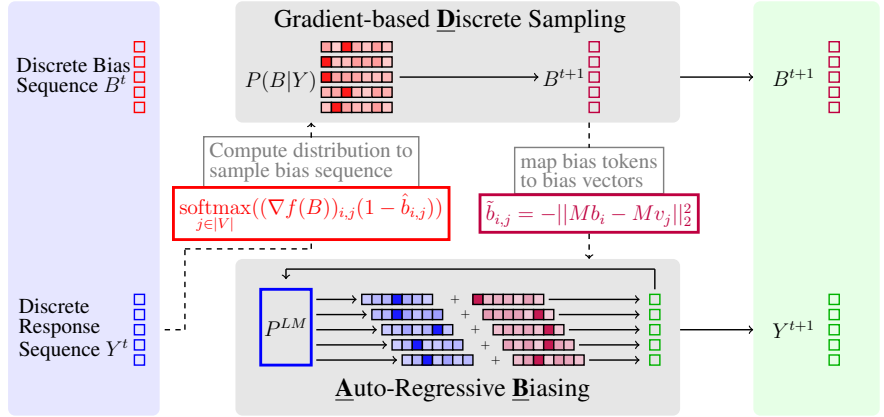 Gradient-based Discrete Sampling
Discrete Bias
Sequence B^t
P(B|Y)
B^{t+1}
B^{t+1}
Compute distribution to
sample bias sequence
softmax((∇f(B))_{i,j}(1 - b̂_{i,j}))
j∈|V|
map bias tokens
to bias vectors
b̃_{i,j} = -||Mb_i - Mv_j||_2^2
Discrete
Response
Sequence Y^t
P^{LM}
+
+
+
+
+
Y^{t+1}
Auto-Regressive Biasing